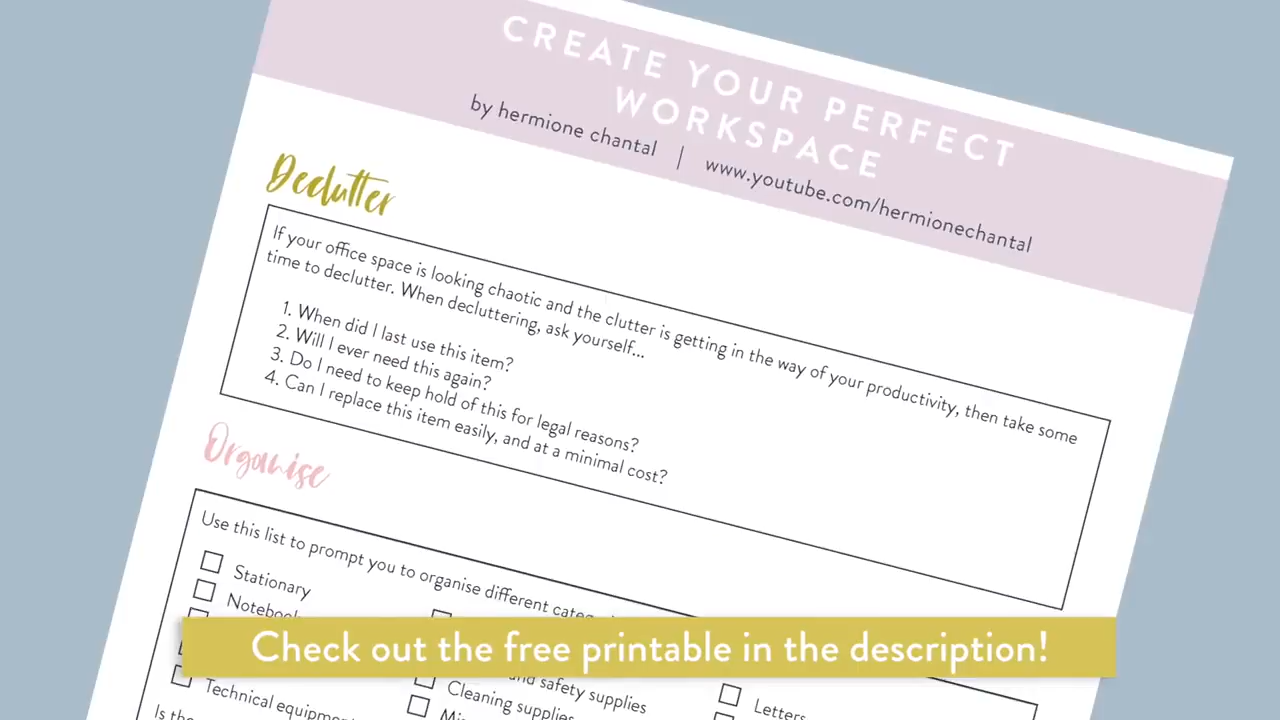 CREATE YOUR PERFECT
WORKSPACE
by hermione chantal | www.youtube.com/hermionechantal
Declutter
If your office space is looking chaotic and the clutter is getting in the way of your productivity, then take some
time to declutter. When decluttering, ask yourself...
1. When did I last use this item?
2. Will I ever need this again?
3. Do I need to keep hold of this for legal reasons?
4. Can I replace this item easily, and at a minimal cost?
Organise
Use this list to prompt you to organise different
Stationary
Technical
and safety supplies
Cleaning supplies
Letters
Is the
Check out the free printable in the description!